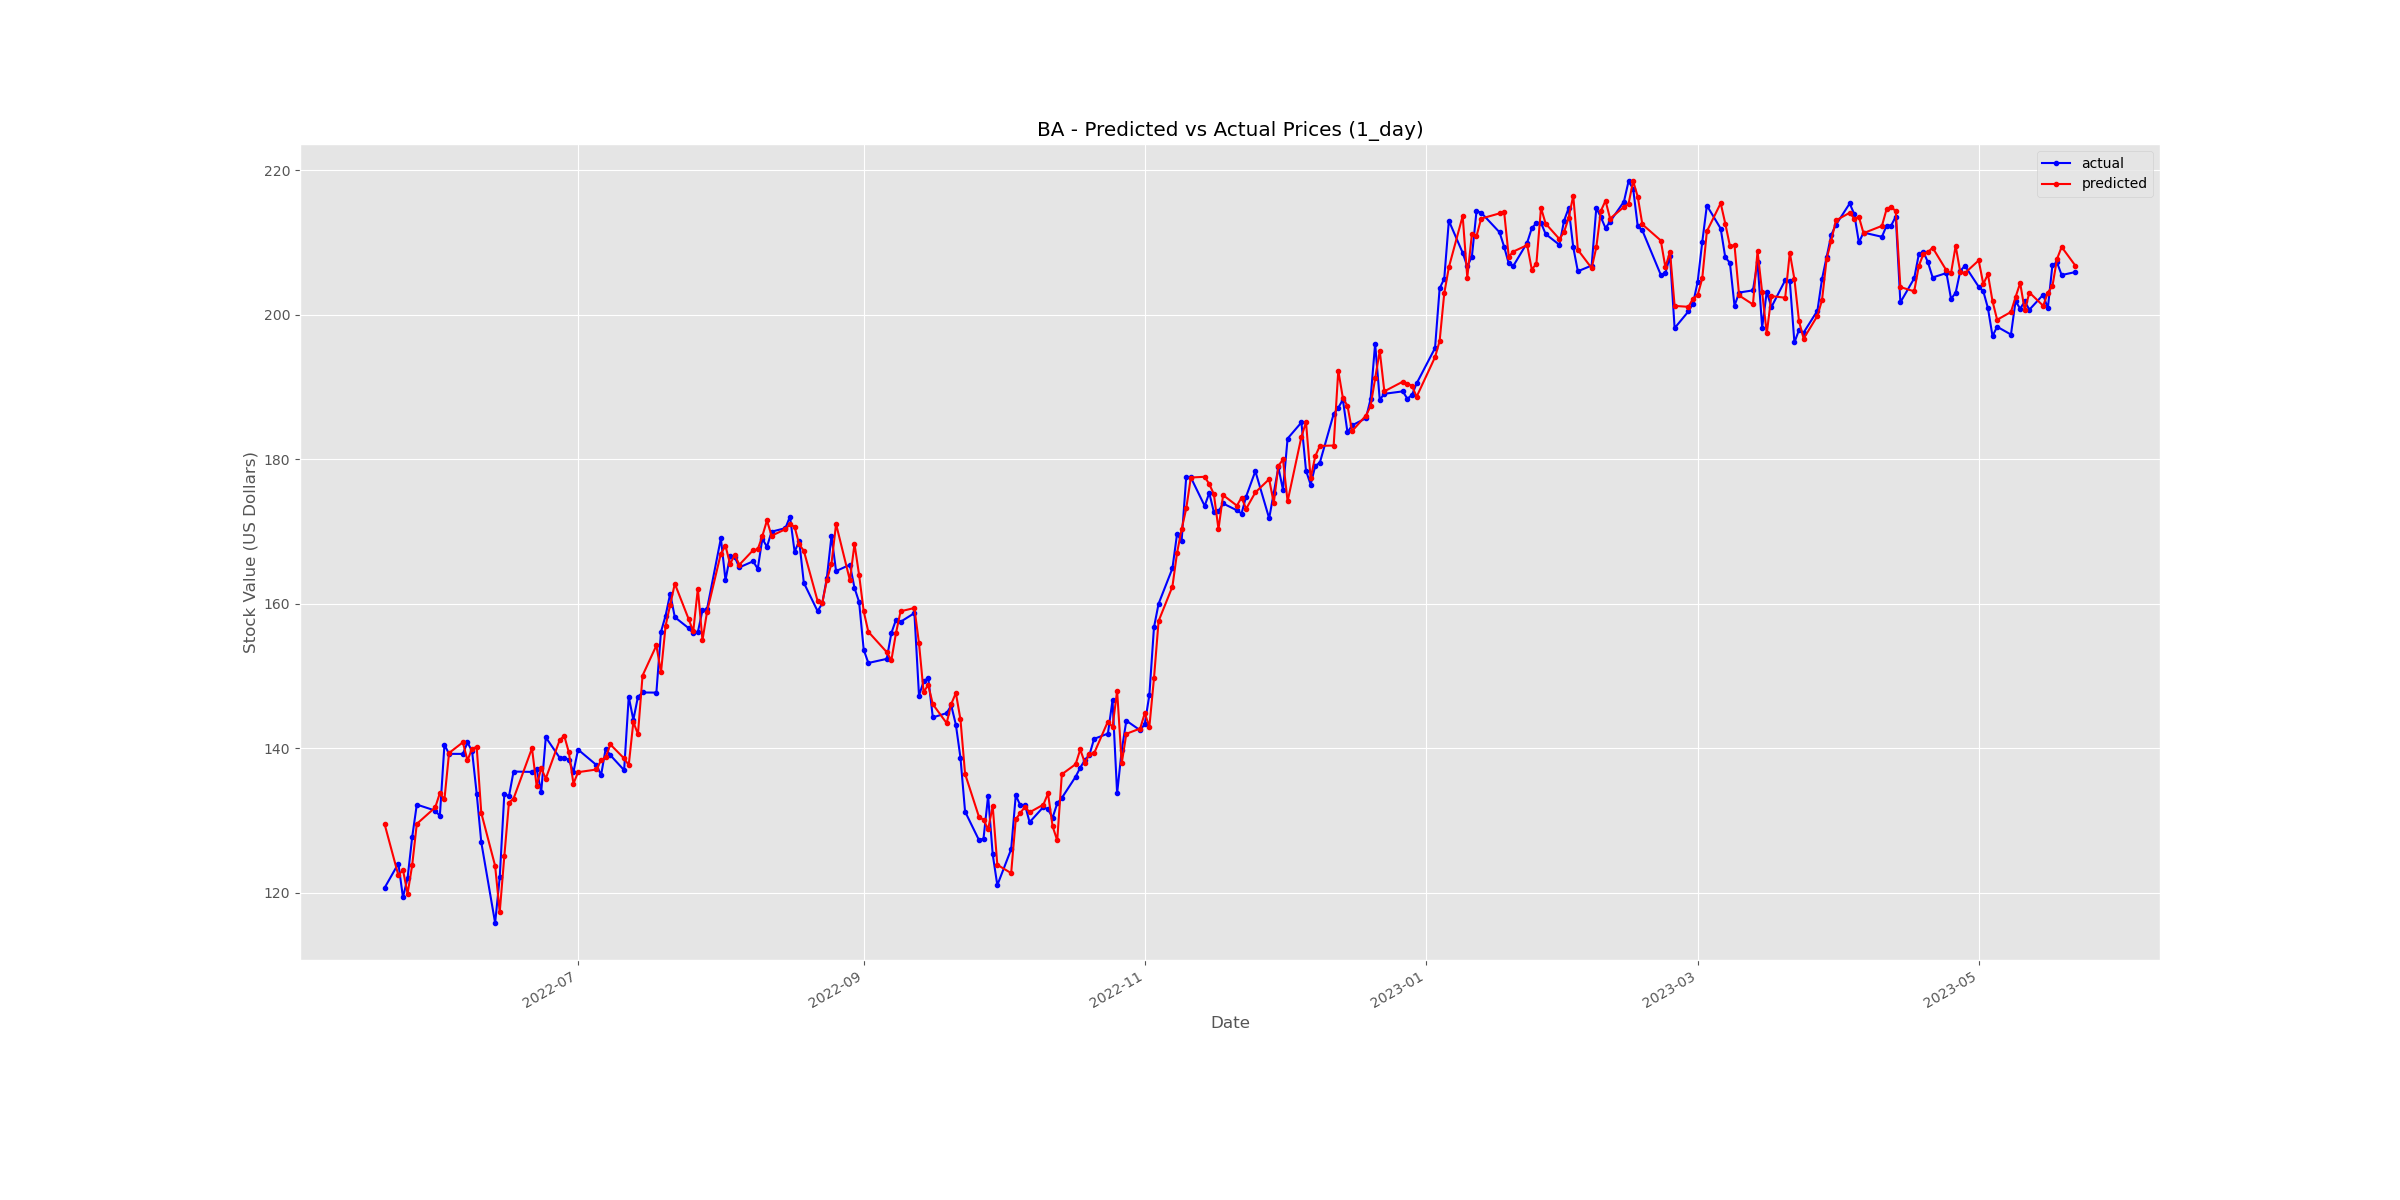 BA - Predicted vs Actual Prices (1_day)
actual
predicted
220
200
180
160
140
120
Stock Value (US Dollars)
2022-07
2022-09
2022-11
2023-01
2023-03
2023-05
Date